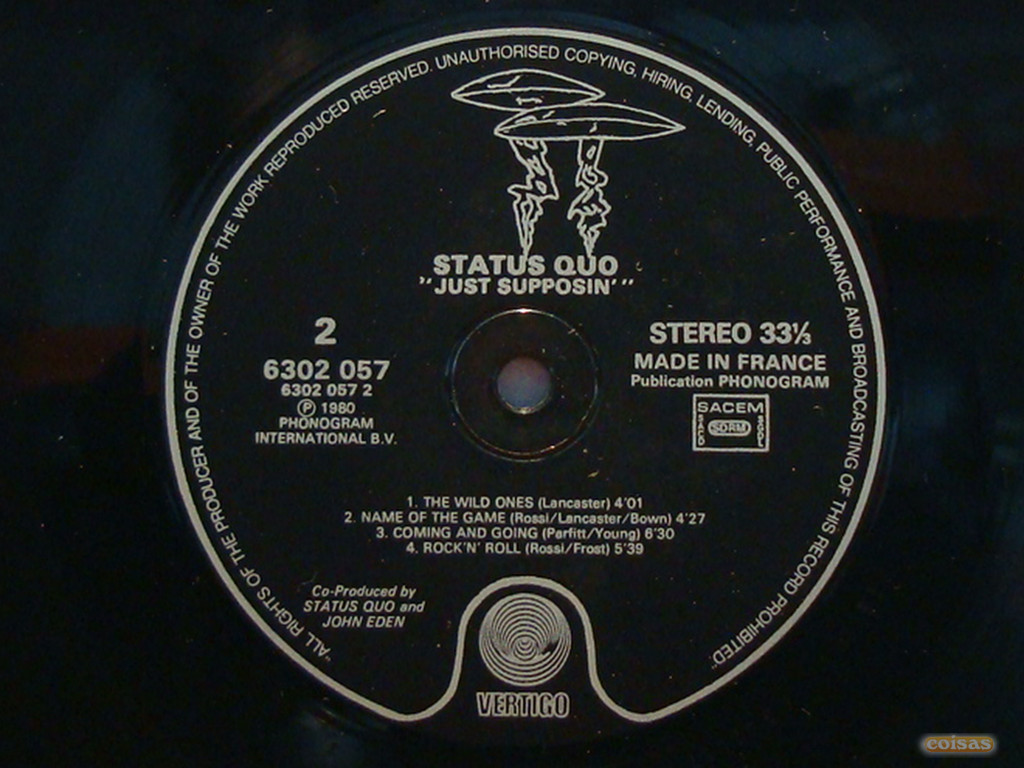 "ALL RIGHTS OF THE PRODUCER AND OF THE OWNER OF THE WORK REPRODUCED RESERVED. UNAUTHORISED COPYING, HIRING, LENDING, PUBLIC PERFORMANCE AND BROADCASTING OF THIS RECORD PROHIBITED."
STATUS QUO
"JUST SUPPOSIN'"
2
6302 057
6302 057 2
Ⓟ 1980
PHONOGRAM
INTERNATIONAL B.V.
STEREO 33⅓
MADE IN FRANCE
Publication PHONOGRAM
SACEM
SACD
SDRM
SGDL
1. THE WILD ONES (Lancaster) 4'01
2. NAME OF THE GAME (Rossi/Lancaster/Bown) 4'27
3. COMING AND GOING (Parfitt/Young) 6'30
4. ROCK'N' ROLL (Rossi/Frost) 5'39
Co-Produced by
STATUS QUO and
JOHN EDEN
VERTIGO
coisas